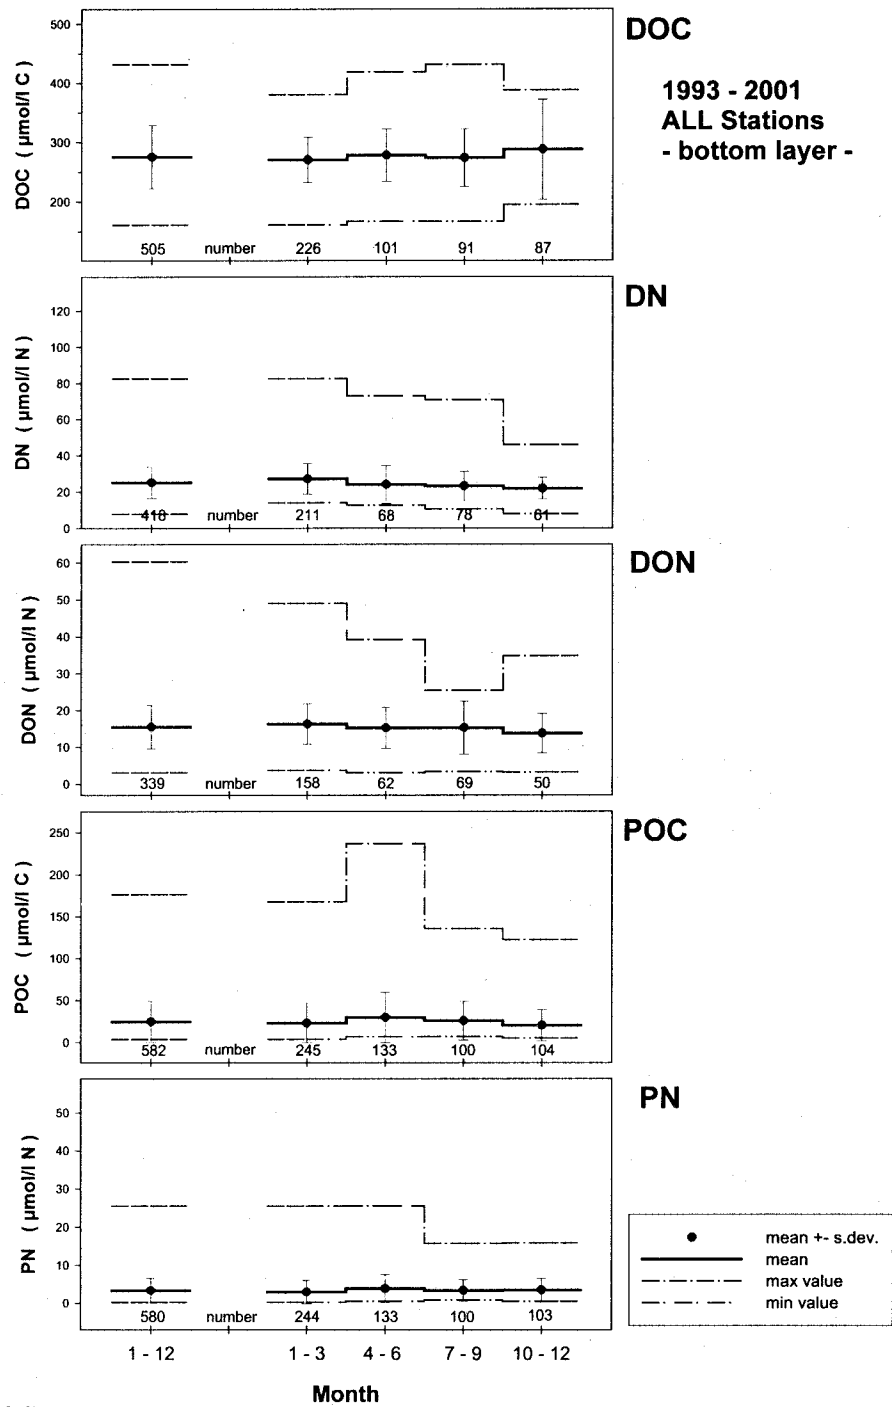 DOC
1993 - 2001
ALL Stations
- bottom layer -
DOC ( µmol/l C )
500
400
300
200
505 number 226 101 91 87
DN
DN ( µmol/l N )
120
100
80
60
40
20
0
418 number 211 68 78 61
DON
DON ( µmol/l N )
60
50
40
30
20
10
0
339 number 158 62 69 50
POC
POC ( µmol/l C )
250
200
150
100
50
0
582 number 245 133 100 104
PN
PN ( µmol/l N )
50
40
30
20
10
0
580 number 244 133 100 103
1 - 12 1 - 3 4 - 6 7 - 9 10 - 12
Month
mean +- s.dev.
mean
max value
min value